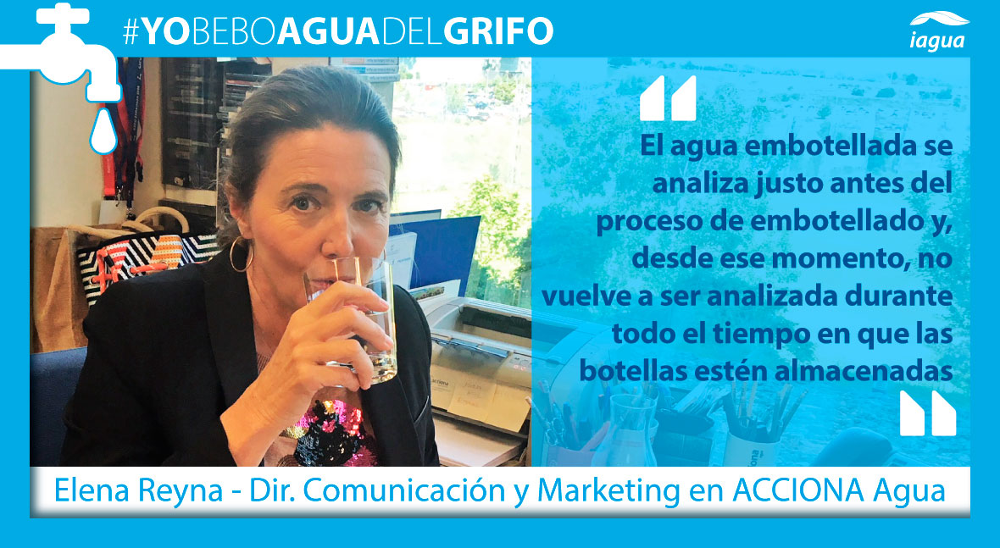 #YOBEBOAGUADELGRIFO
iagua
El agua embotellada se
analiza justo antes del
proceso de embotellado y,
desde ese momento, no
vuelve a ser analizada durante
todo el tiempo en que las
botellas estén almacenadas
Elena Reyna - Dir. Comunicación y Marketing en ACCIONA Agua